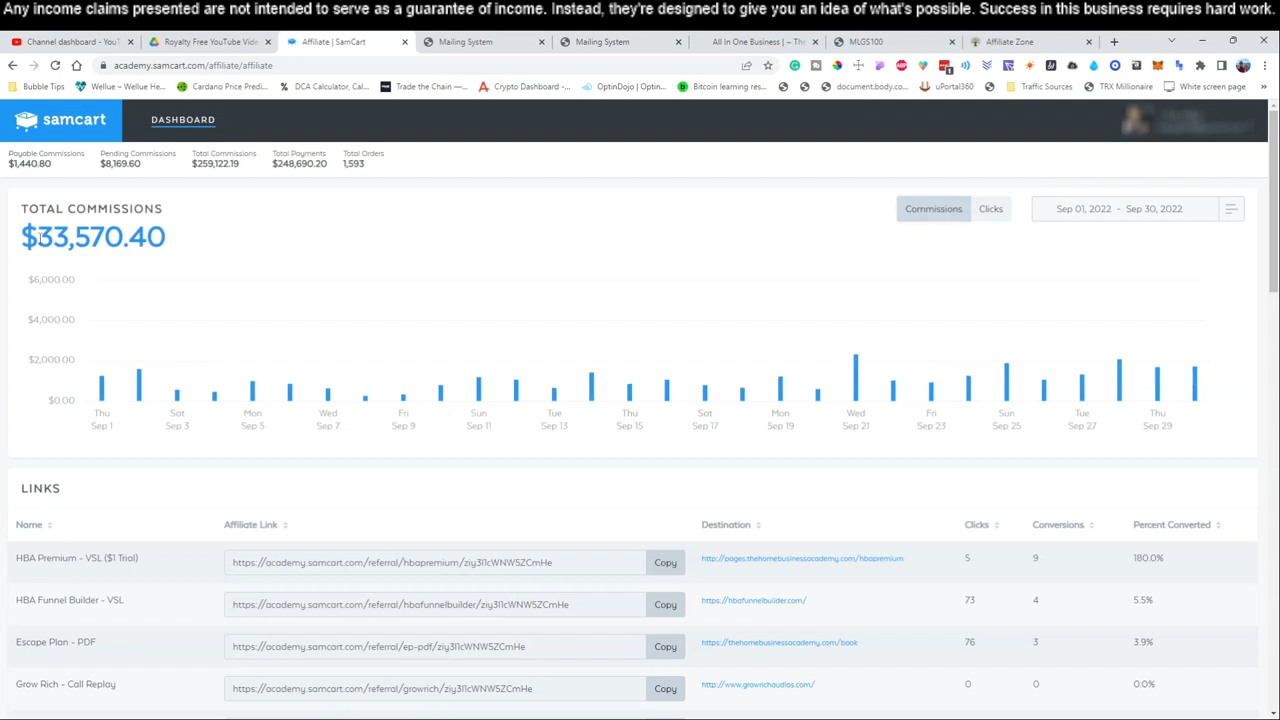 Any income claims presented are not intended to serve as a guarantee of income. Instead, they're designed to give you an idea of what's possible. Success in this business requires hard work.
Channel dashboard - YouT
Royalty Free YouTube Vide
Affiliate | SamCart
Mailing System
Mailing System
All In One Business | – The
MLGS100
Affiliate Zone
academy.samcart.com/affiliate/affiliate
Bubble Tips
Wellue – Wellue He...
Cardano Price Predi...
DCA Calculator, Cal...
Trade the Chain –...
Crypto Dashboard -...
OptinDojo | Optin...
Bitcoin learning res...
document.body.co...
uPortal360
Traffic Sources
TRX Millionaire
White screen page
samcart
DASHBOARD
Payable Commissions
Pending Commissions
Total Commissions
Total Payments
Total Orders
$1,440.80
$8,169.60
$259,122.19
$248,690.20
1,593
TOTAL COMMISSIONS
Commissions
Clicks
Sep 01, 2022 - Sep 30, 2022
$33,570.40
$6,000.00
$4,000.00
$2,000.00
$0.00
Thu Sat Mon Wed Fri Sun Tue Thu Sat Mon Wed Fri Sun Tue Thu
Sep 1 Sep 3 Sep 5 Sep 7 Sep 9 Sep 11 Sep 13 Sep 15 Sep 17 Sep 19 Sep 21 Sep 23 Sep 25 Sep 27 Sep 29
LINKS
Name Affiliate Link Destination Clicks Conversions Percent Converted
HBA Premium - VSL ($1 Trial) https://academy.samcart.com/referral/hbapremium/ziy3l1cWNW5ZCmHe Copy http://pages.thehomebusinessacademy.com/hbapremium 5 9 180.0%
HBA Funnel Builder - VSL https://academy.samcart.com/referral/hbafunnelbuilder/ziy3l1cWNW5ZCmHe Copy https://hbafunnelbuilder.com/ 73 4 5.5%
Escape Plan - PDF https://academy.samcart.com/referral/ep-pdf/ziy3l1cWNW5ZCmHe Copy https://thehomebusinessacademy.com/book 76 3 3.9%
Grow Rich - Call Replay https://academy.samcart.com/referral/growrich/ziy3l1cWNW5ZCmHe Copy http://www.growrichaudios.com/ 0 0 0.0%